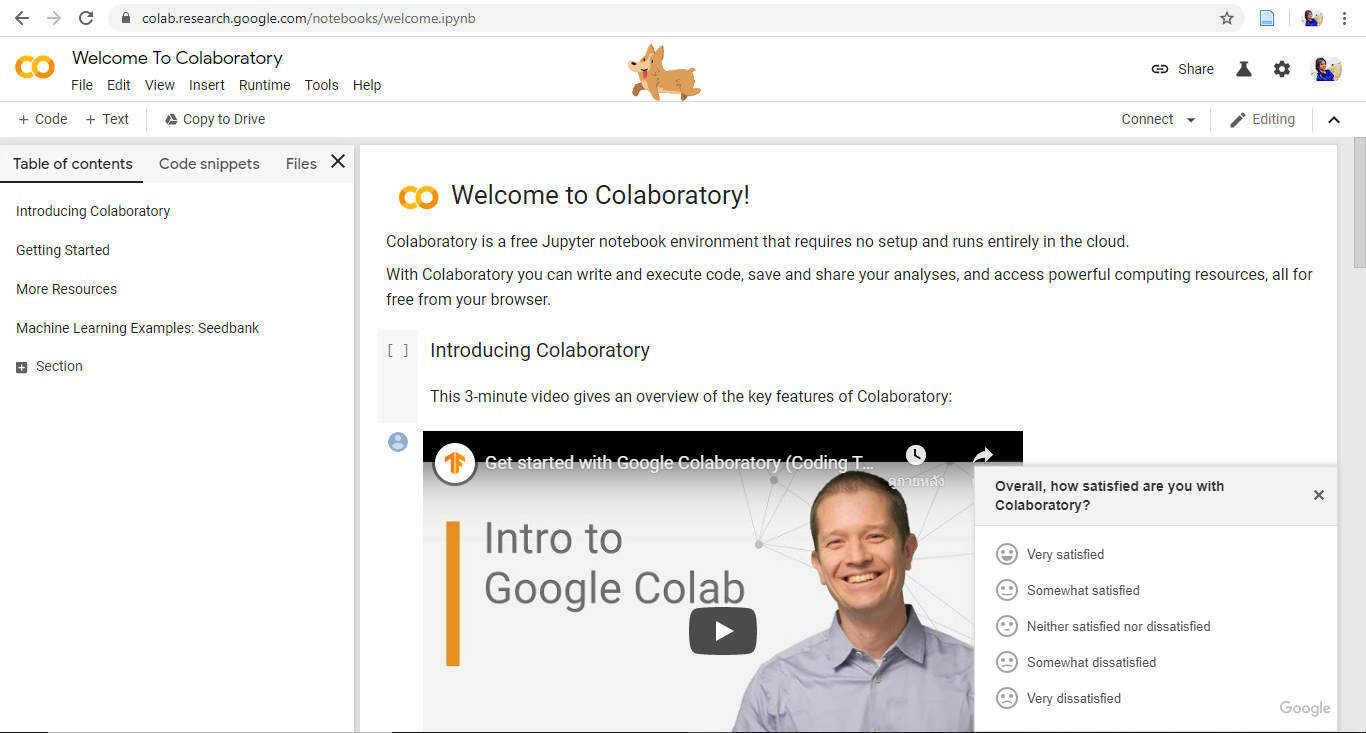 colab.research.google.com/notebooks/welcome.ipynb
Welcome To Colaboratory
File Edit View Insert Runtime Tools Help
Share
+ Code + Text Copy to Drive
Connect Editing
Table of contents Code snippets Files
Introducing Colaboratory
Getting Started
More Resources
Machine Learning Examples: Seedbank
Section
CO Welcome to Colaboratory!
Colaboratory is a free Jupyter notebook environment that requires no setup and runs entirely in the cloud.
With Colaboratory you can write and execute code, save and share your analyses, and access powerful computing resources, all for
free from your browser.
[ ] Introducing Colaboratory
This 3-minute video gives an overview of the key features of Colaboratory:
Get started with Google Colaboratory (Coding T...
ดูภายหลัง
Intro to
Google Colab
Overall, how satisfied are you with
Colaboratory?
Very satisfied
Somewhat satisfied
Neither satisfied nor dissatisfied
Somewhat dissatisfied
Very dissatisfied
Google